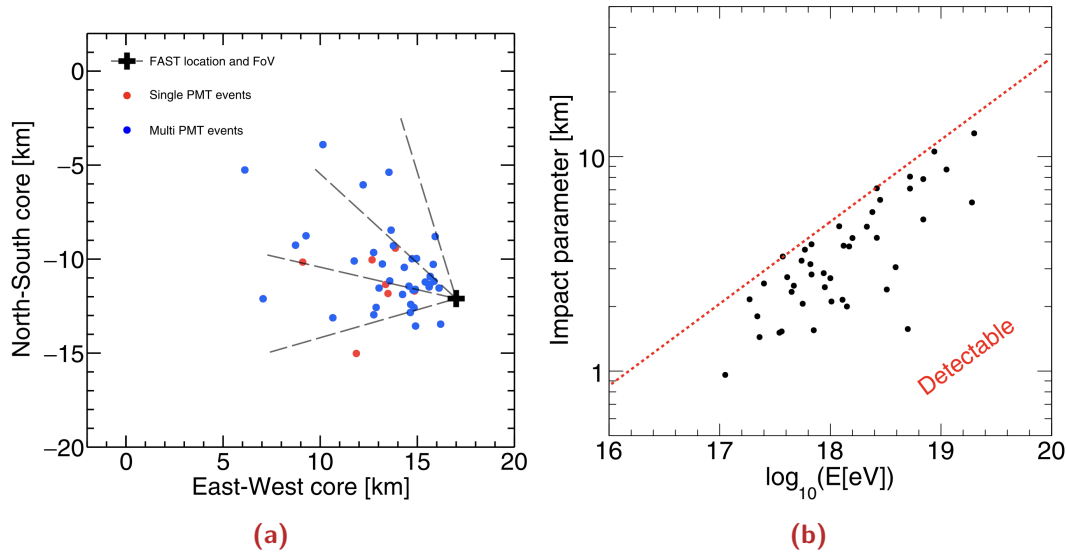 0
−5
−10
−15
−20
North-South core [km]
FAST location and FoV
Single PMT events
Multi PMT events
0 5 10 15 20
East-West core [km]
(a)
10
1
Impact parameter [km]
Detectable
16 17 18 19 20
log10(E[eV])
(b)